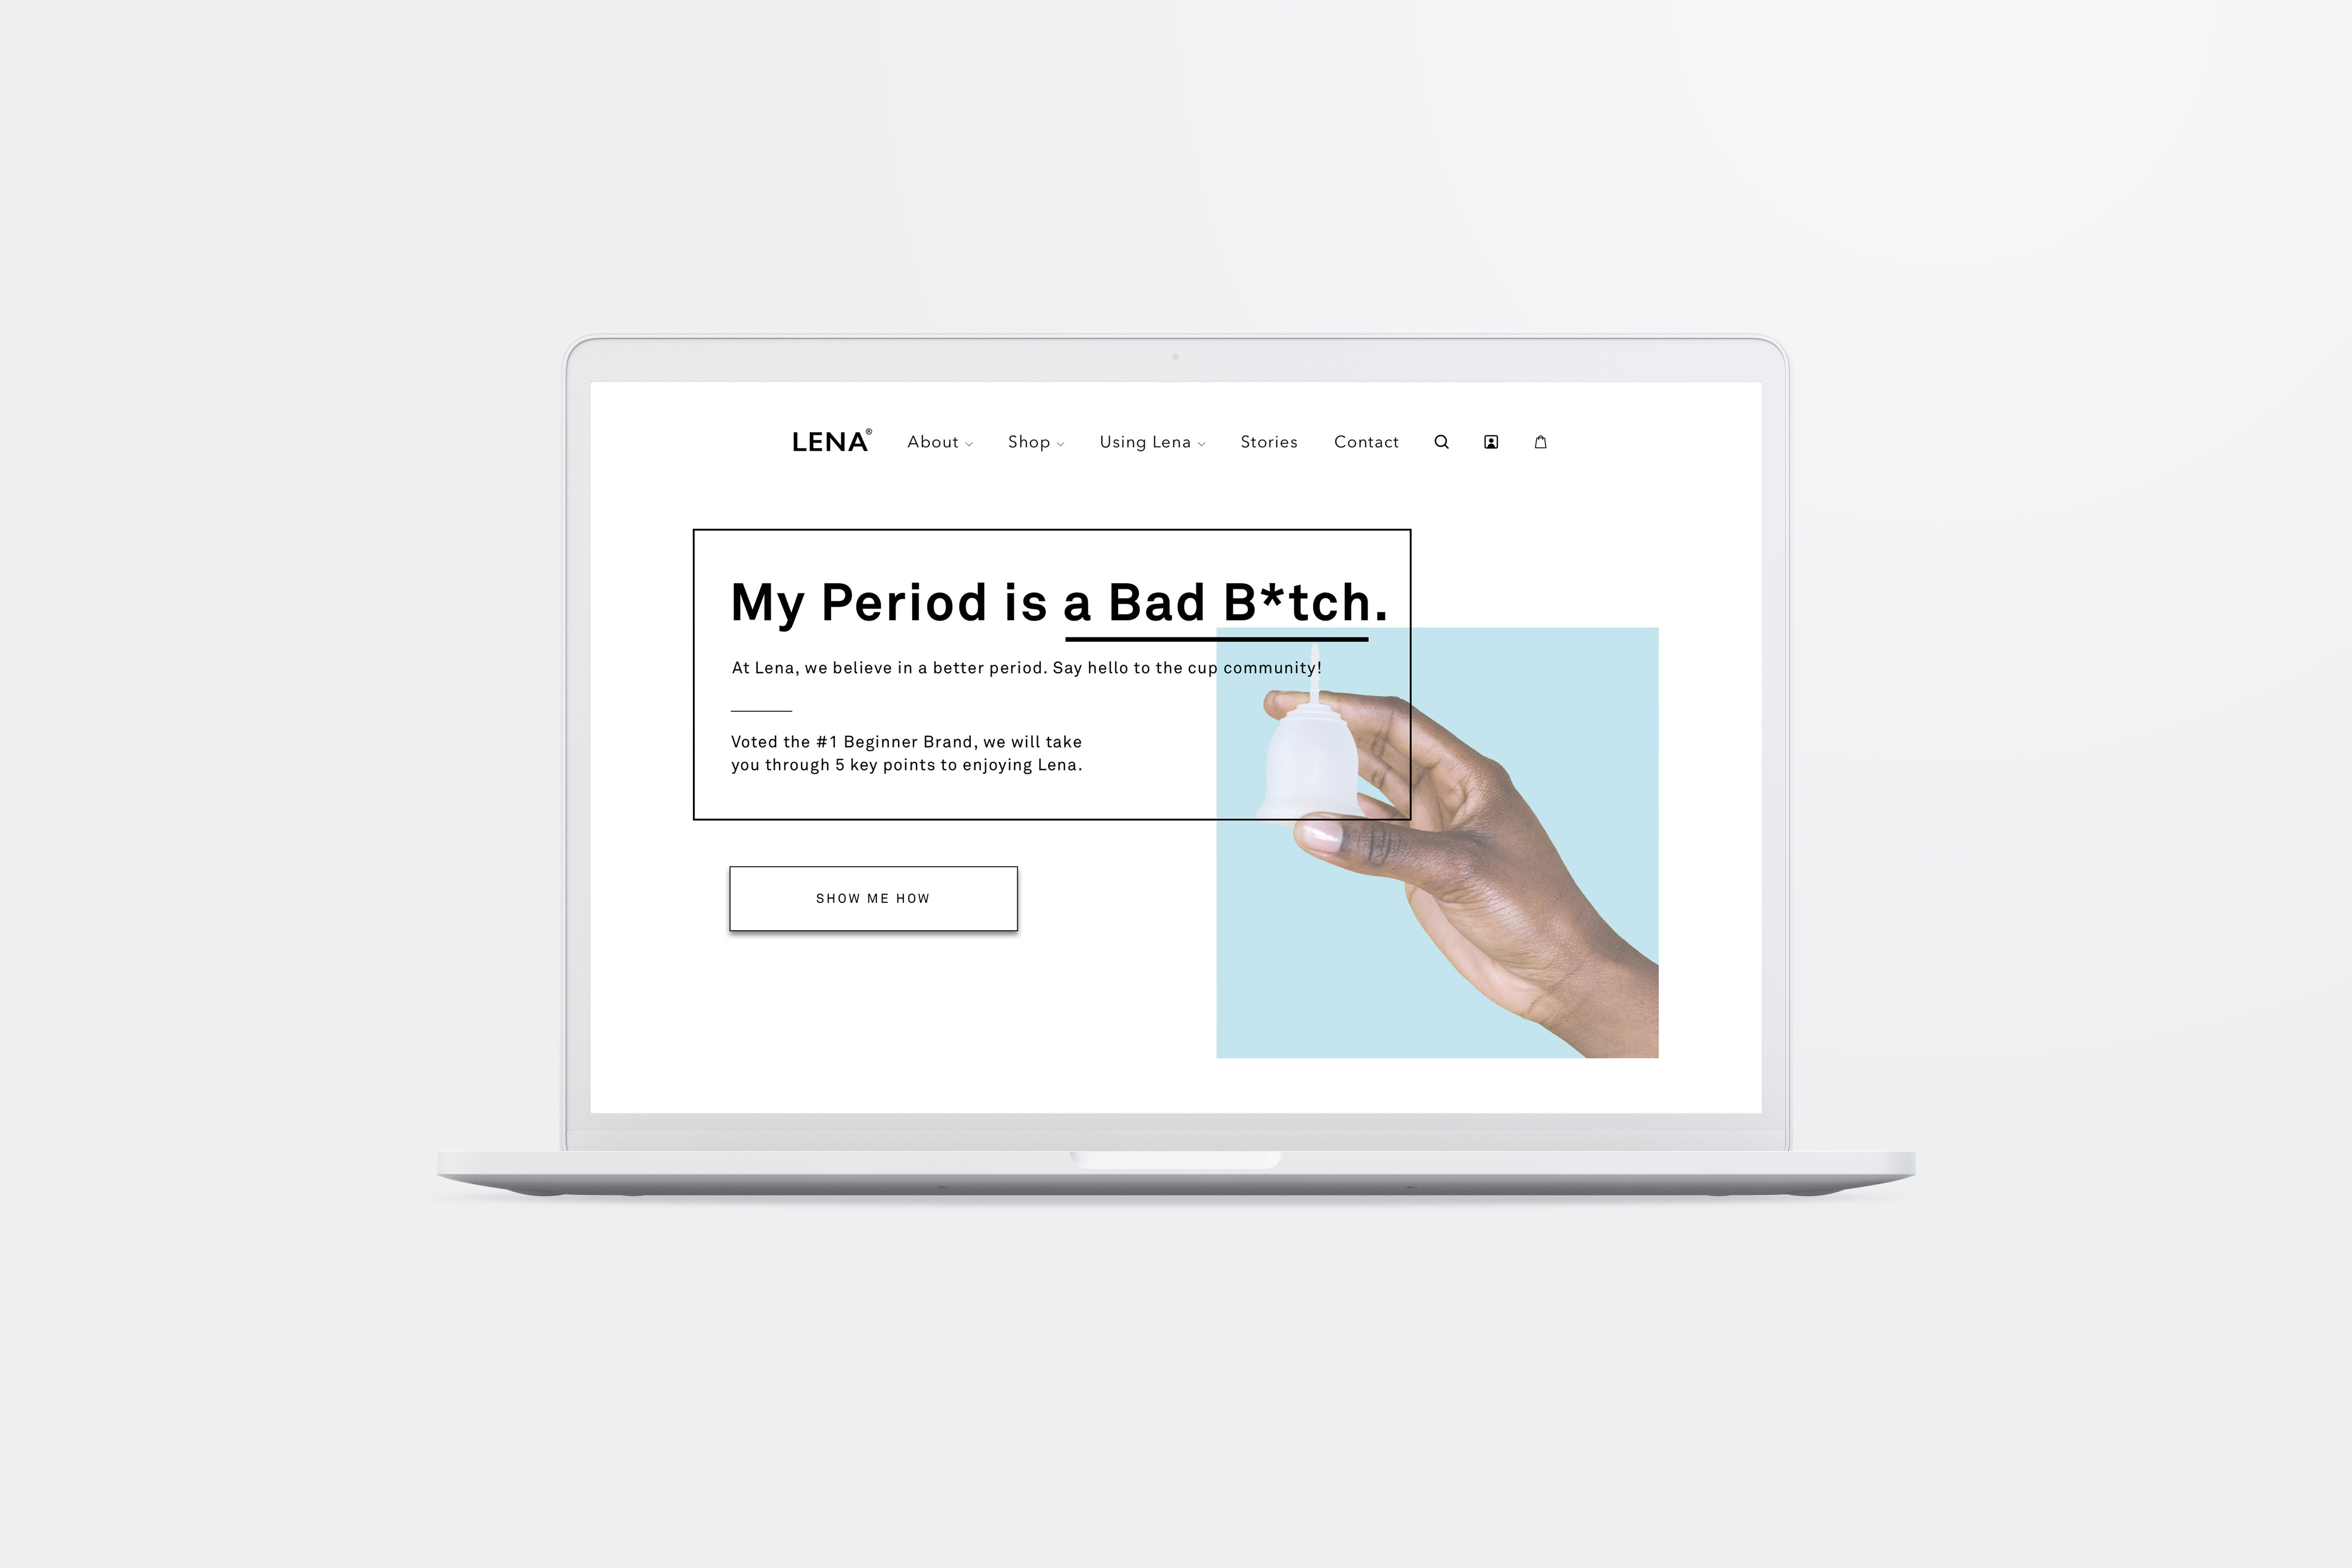 LENA®
About
Shop
Using Lena
Stories
Contact
My Period is a Bad B*tch.
At Lena, we believe in a better period. Say hello to the cup community!
Voted the #1 Beginner Brand, we will take
you through 5 key points to enjoying Lena.
SHOW ME HOW